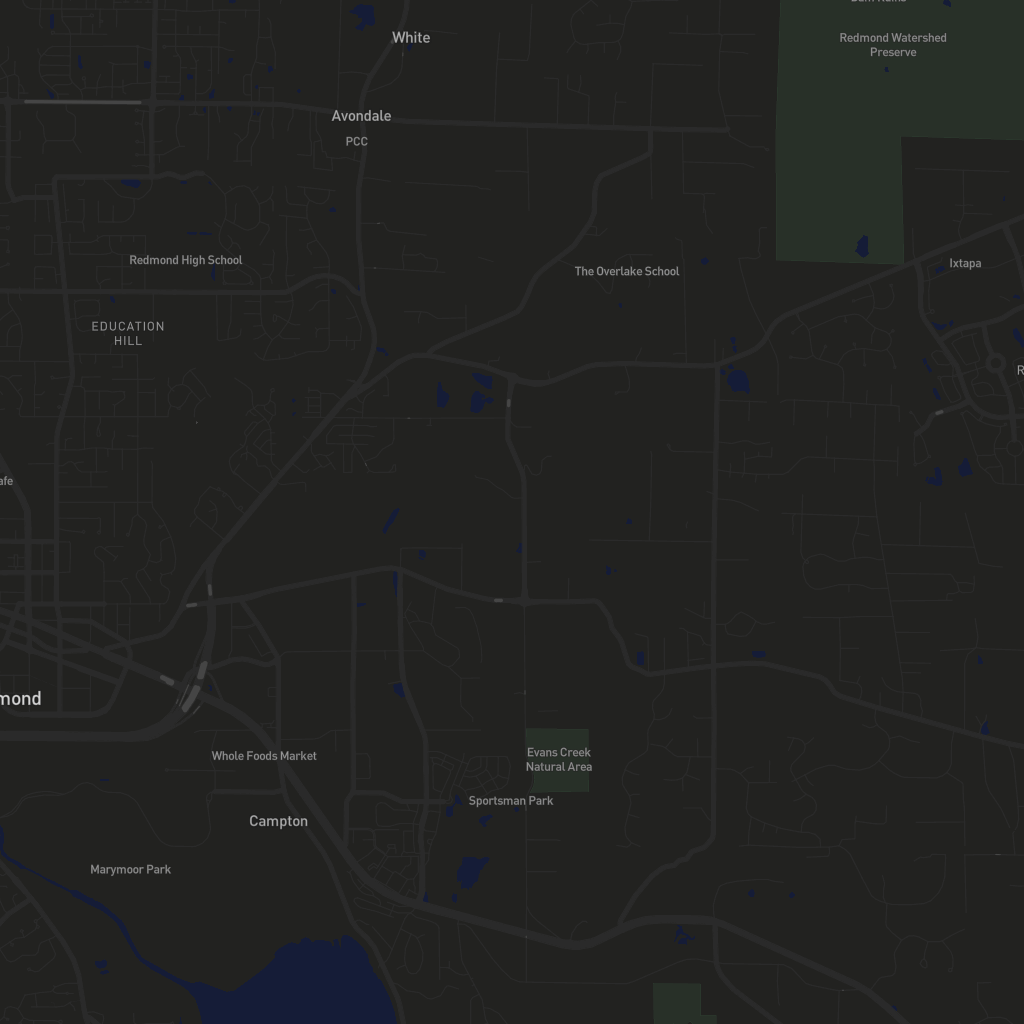 White
Redmond Watershed
Preserve
Avondale
PCC
Redmond High School
The Overlake School
Ixtapa
EDUCATION
HILL
R
afe
mond
Whole Foods Market
Evans Creek
Natural Area
Sportsman Park
Campton
Marymoor Park